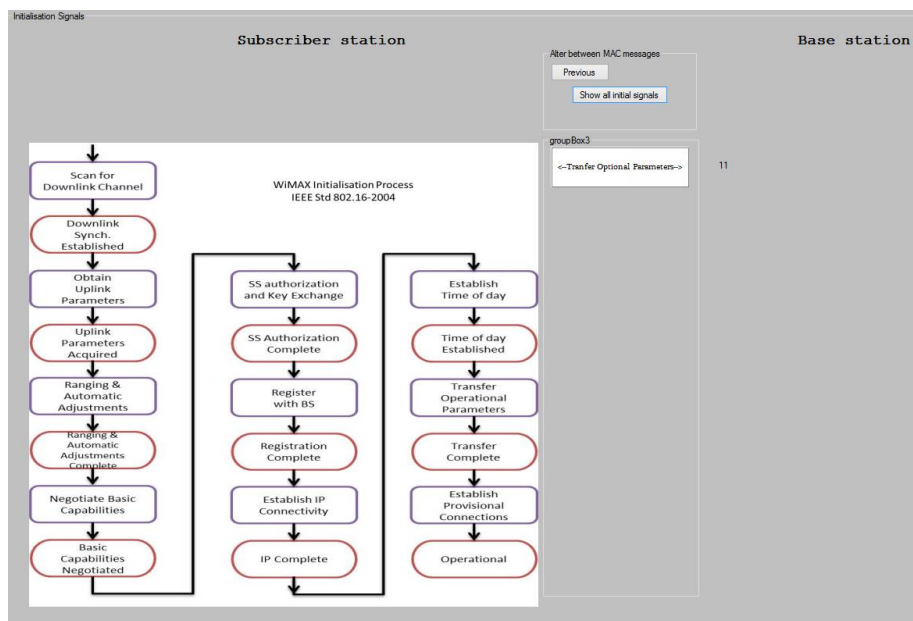 Initialisation Signals
Subscriber station
Base station
Alter between MAC messages
Previous
Show all initial signals
groupBox3
<--Tranfer Optional Parameters-->
11
WiMAX Initialisation Process
IEEE Std 802.16-2004
Scan for
Downlink Channel
Downlink
Synch.
Established
Obtain
Uplink
Parameters
Uplink
Parameters
Acquired
Ranging &
Automatic
Adjustments
Ranging &
Automatic
Adjustments
Complete
Negotiate Basic
Capabilities
Basic
Capabilities
Negotiated
SS authorization
and Key Exchange
SS Authorization
Complete
Register
with BS
Registration
Complete
Establish IP
Connectivity
IP Complete
Establish
Time of day
Time of day
Established
Transfer
Operational
Parameters
Transfer
Complete
Establish
Provisional
Connections
Operational